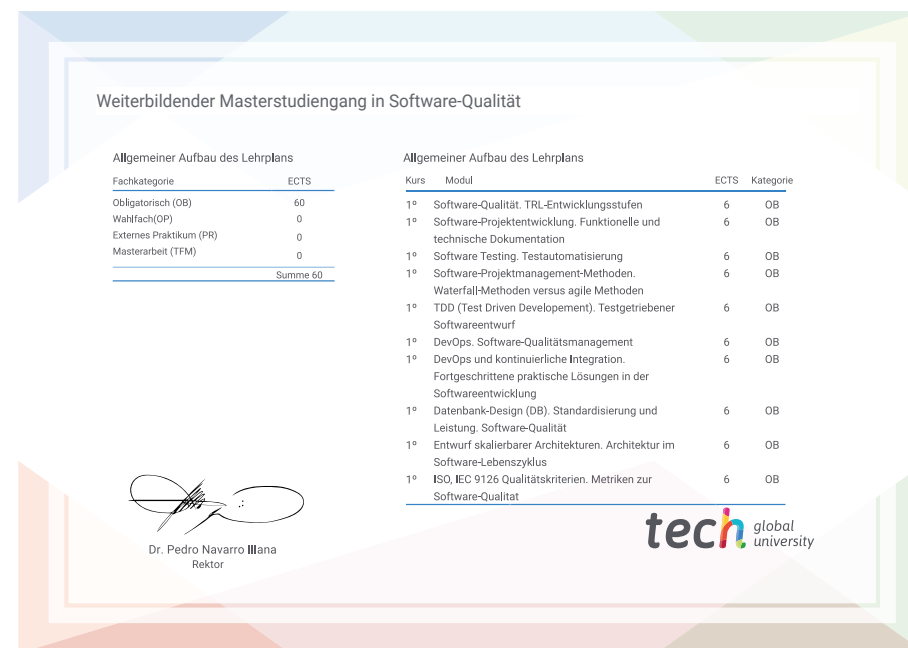 Weiterbildender Masterstudiengang in Software-Qualität
Allgemeiner Aufbau des Lehrplans
Fachkategorie ECTS
Obligatorisch (OB) 60
Wahlfach(OP) 0
Externes Praktikum (PR) 0
Masterarbeit (TFM) 0
Summe 60
Allgemeiner Aufbau des Lehrplans
Kurs Modul ECTS Kategorie
1º Software-Qualität. TRL-Entwicklungsstufen 6 OB
1º Software-Projektentwicklung. Funktionelle und 6 OB
technische Dokumentation
1º Software Testing. Testautomatisierung 6 OB
1º Software-Projektmanagement-Methoden. 6 OB
Waterfall-Methoden versus agile Methoden
1º TDD (Test Driven Developement). Testgetriebener 6 OB
Softwareentwurf
1º DevOps. Software-Qualitätsmanagement 6 OB
1º DevOps und kontinuierliche Integration. 6 OB
Fortgeschrittene praktische Lösungen in der
Softwareentwicklung
1º Datenbank-Design (DB). Standardisierung und 6 OB
Leistung. Software-Qualität
1º Entwurf skalierbarer Architekturen. Architektur im 6 OB
Software-Lebenszyklus
1º ISO, IEC 9126 Qualitätskriterien. Metriken zur 6 OB
Software-Qualitat
Dr. Pedro Navarro Illana
Rektor
tech global
university